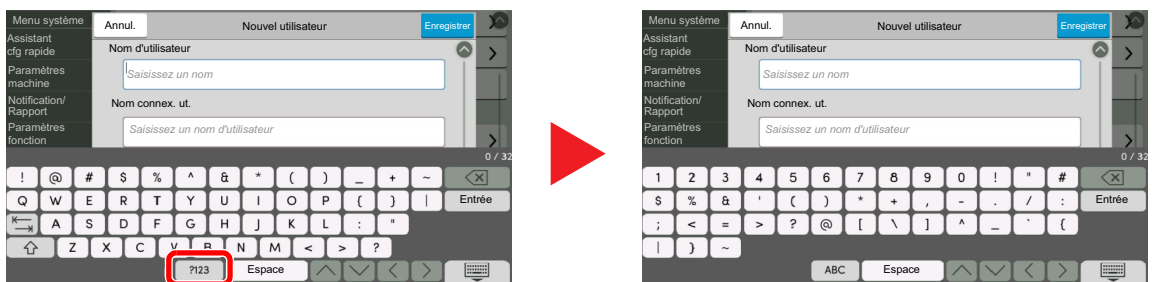 Menu système
Annul.
Nouvel utilisateur
Enregistrer
Assistant
cfg rapide
Nom d'utilisateur
Paramètres
machine
Saisissez un nom
Notification/
Rapport
Nom connex. ut.
Paramètres
fonction
Saisissez un nom d'utilisateur
0 / 32
! @ # $ % ^ & * ( ) _ + ~
Q W E R T Y U I O P { } | Entrée
A S D F G H J K L : "
Z X C V B N M < > ?
?123 Espace
Menu système
Annul.
Nouvel utilisateur
Enregistrer
Assistant
cfg rapide
Nom d'utilisateur
Paramètres
machine
Saisissez un nom
Notification/
Rapport
Nom connex. ut.
Paramètres
fonction
Saisissez un nom d'utilisateur
0 / 32
1 2 3 4 5 6 7 8 9 0 ! " #
$ % & ' ( ) * + , - . / : Entrée
; < = > ? @ [ \ ] ^ _ ` {
| } ~
ABC Espace